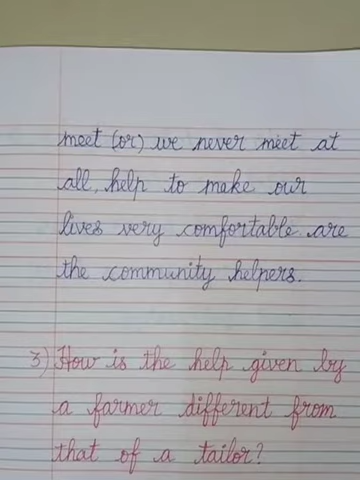 meet (or) we never meet at
all, help to make our
lives very comfortable are
the community helpers.
3) How is the help given by
a farmer different from
that of a tailor?